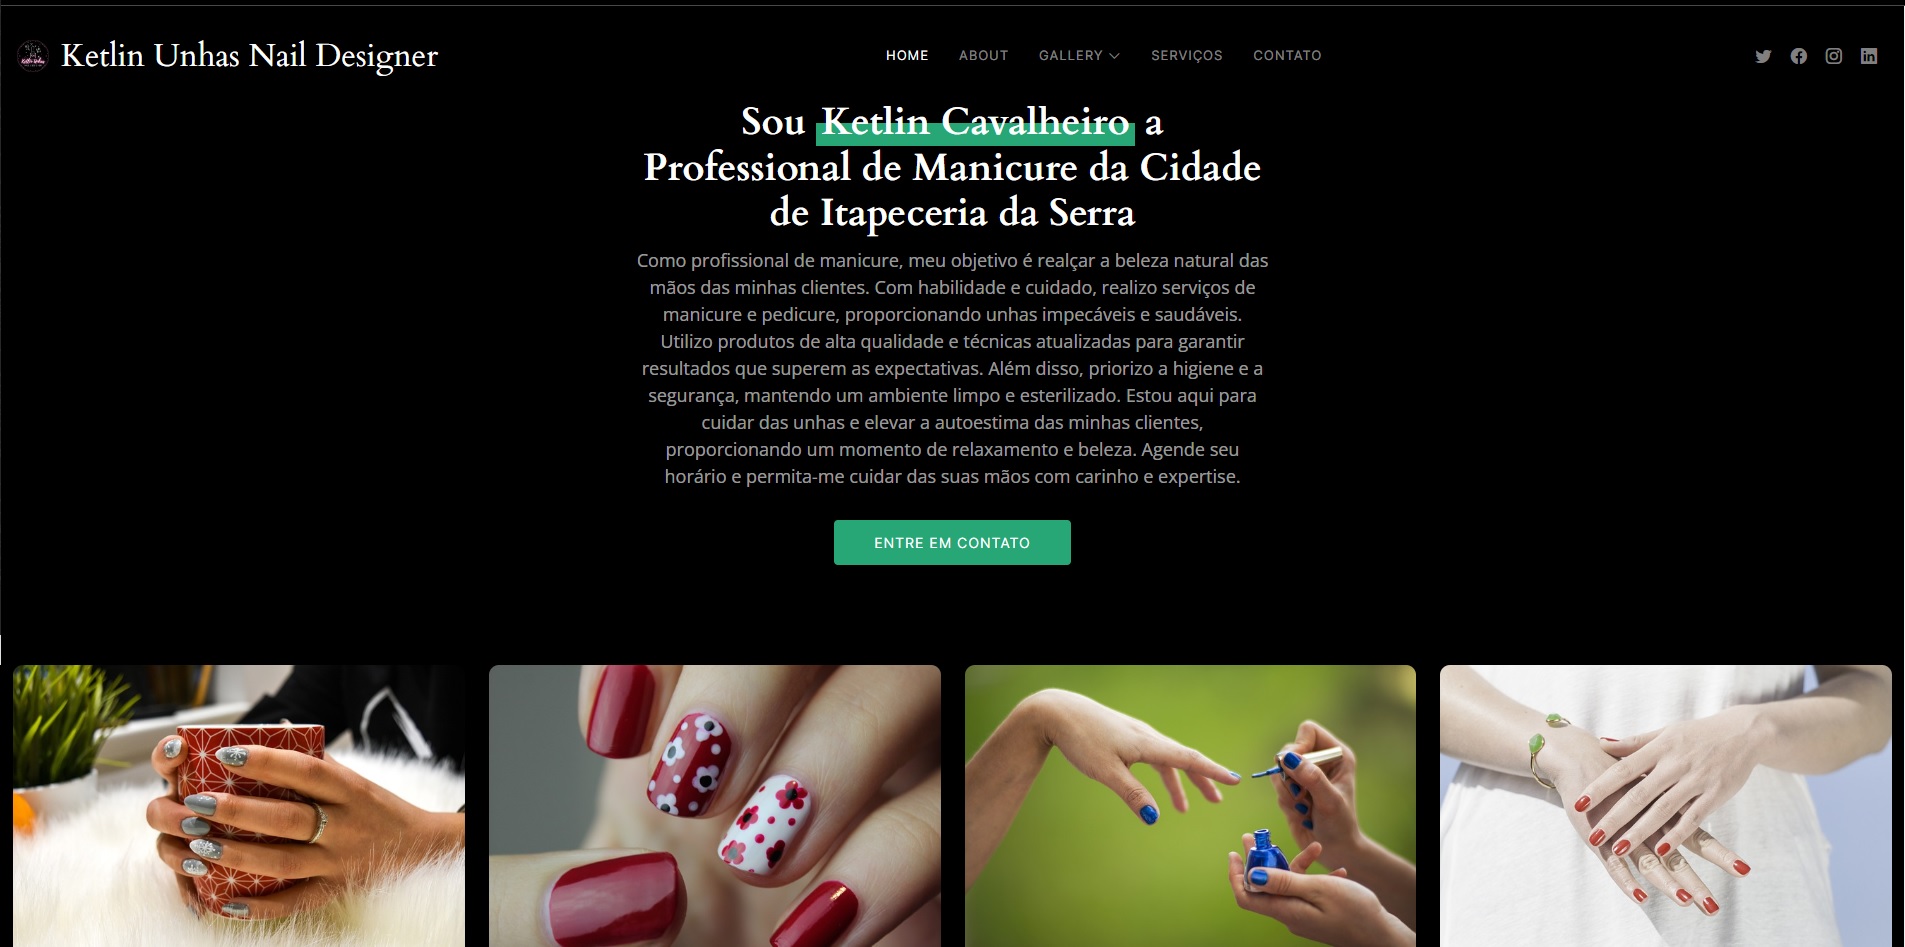 Ketlin Unhas Nail Designer
HOME ABOUT GALLERY SERVIÇOS CONTATO
Sou Ketlin Cavalheiro a
Professional de Manicure da Cidade
de Itapeceria da Serra
Como profissional de manicure, meu objetivo é realçar a beleza natural das
mãos das minhas clientes. Com habilidade e cuidado, realizo serviços de
manicure e pedicure, proporcionando unhas impecáveis e saudáveis.
Utilizo produtos de alta qualidade e técnicas atualizadas para garantir
resultados que superem as expectativas. Além disso, priorizo a higiene e a
segurança, mantendo um ambiente limpo e esterilizado. Estou aqui para
cuidar das unhas e elevar a autoestima das minhas clientes,
proporcionando um momento de relaxamento e beleza. Agende seu
horário e permita-me cuidar das suas mãos com carinho e expertise.
ENTRE EM CONTATO